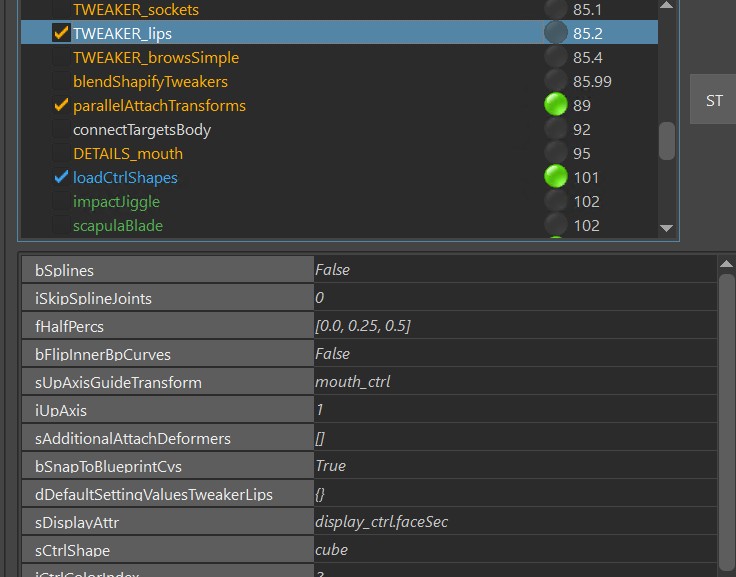 TWEAKER_sockets 85.1
TWEAKER_lips 85.2
TWEAKER_browsSimple 85.4
blendShapifyTweakers 85.99
parallelAttachTransforms 89
ST
connectTargetsBody 92
DETAILS_mouth 95
loadCtrlShapes 101
impactJiggle 102
scapulaBlade 102
bSplines False
iSkipSplineJoints 0
fHalfPercs [0.0, 0.25, 0.5]
bFlipInnerBpCurves False
sUpAxisGuideTransform mouth_ctrl
iUpAxis 1
sAdditionalAttachDeformers []
bSnapToBlueprintCvs True
dDefaultSettingValuesTweakerLips {}
sDisplayAttr display_ctrl.faceSec
sCtrlShape cube
iCtrlColorIndex